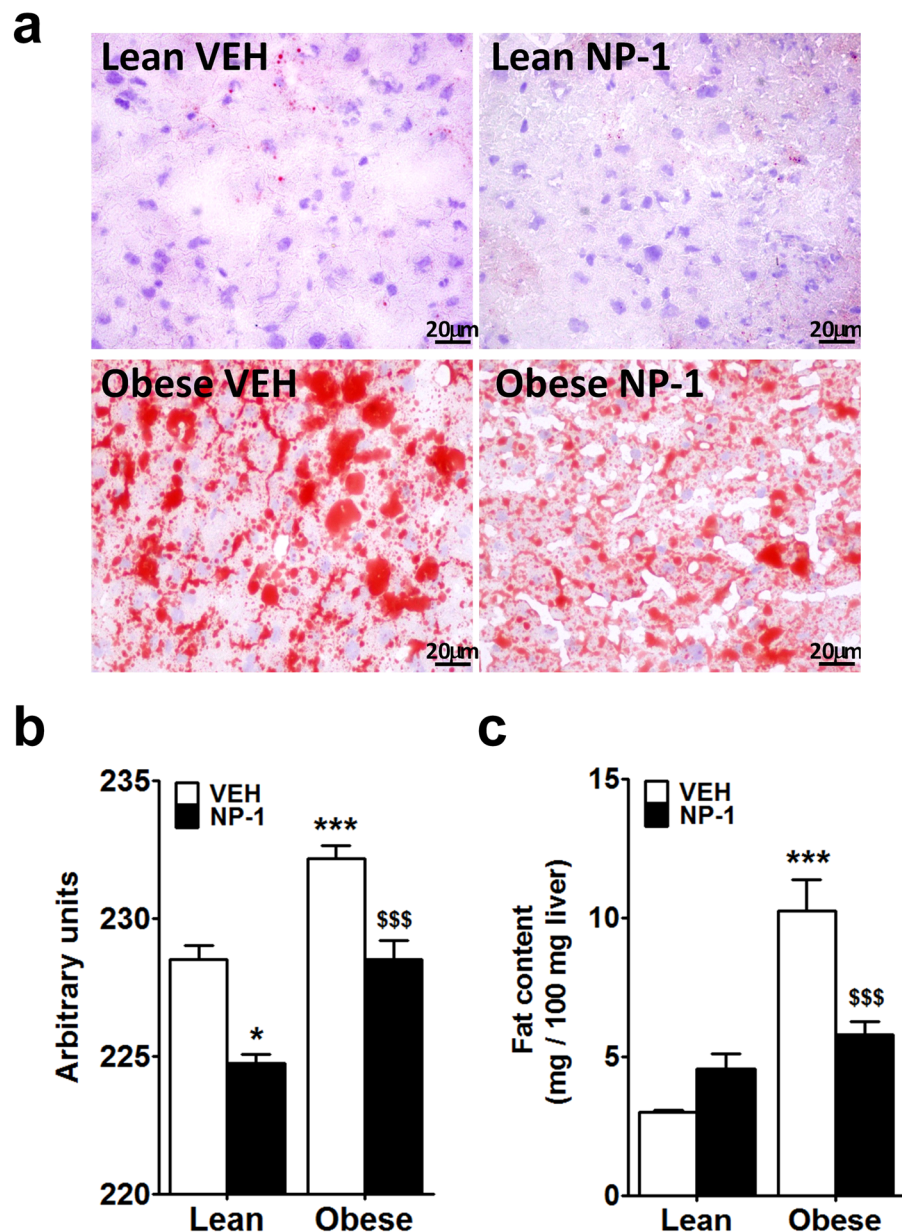 a
Lean VEH
Lean NP-1
20µm
20µm
Obese VEH
Obese NP-1
20µm
20µm
b
c
235
230
225
220
Arbitrary units
VEH
NP-1
*
***
$$$
Lean
Obese
15
10
5
0
Fat content
(mg / 100 mg liver)
VEH
NP-1
***
$$$
Lean
Obese